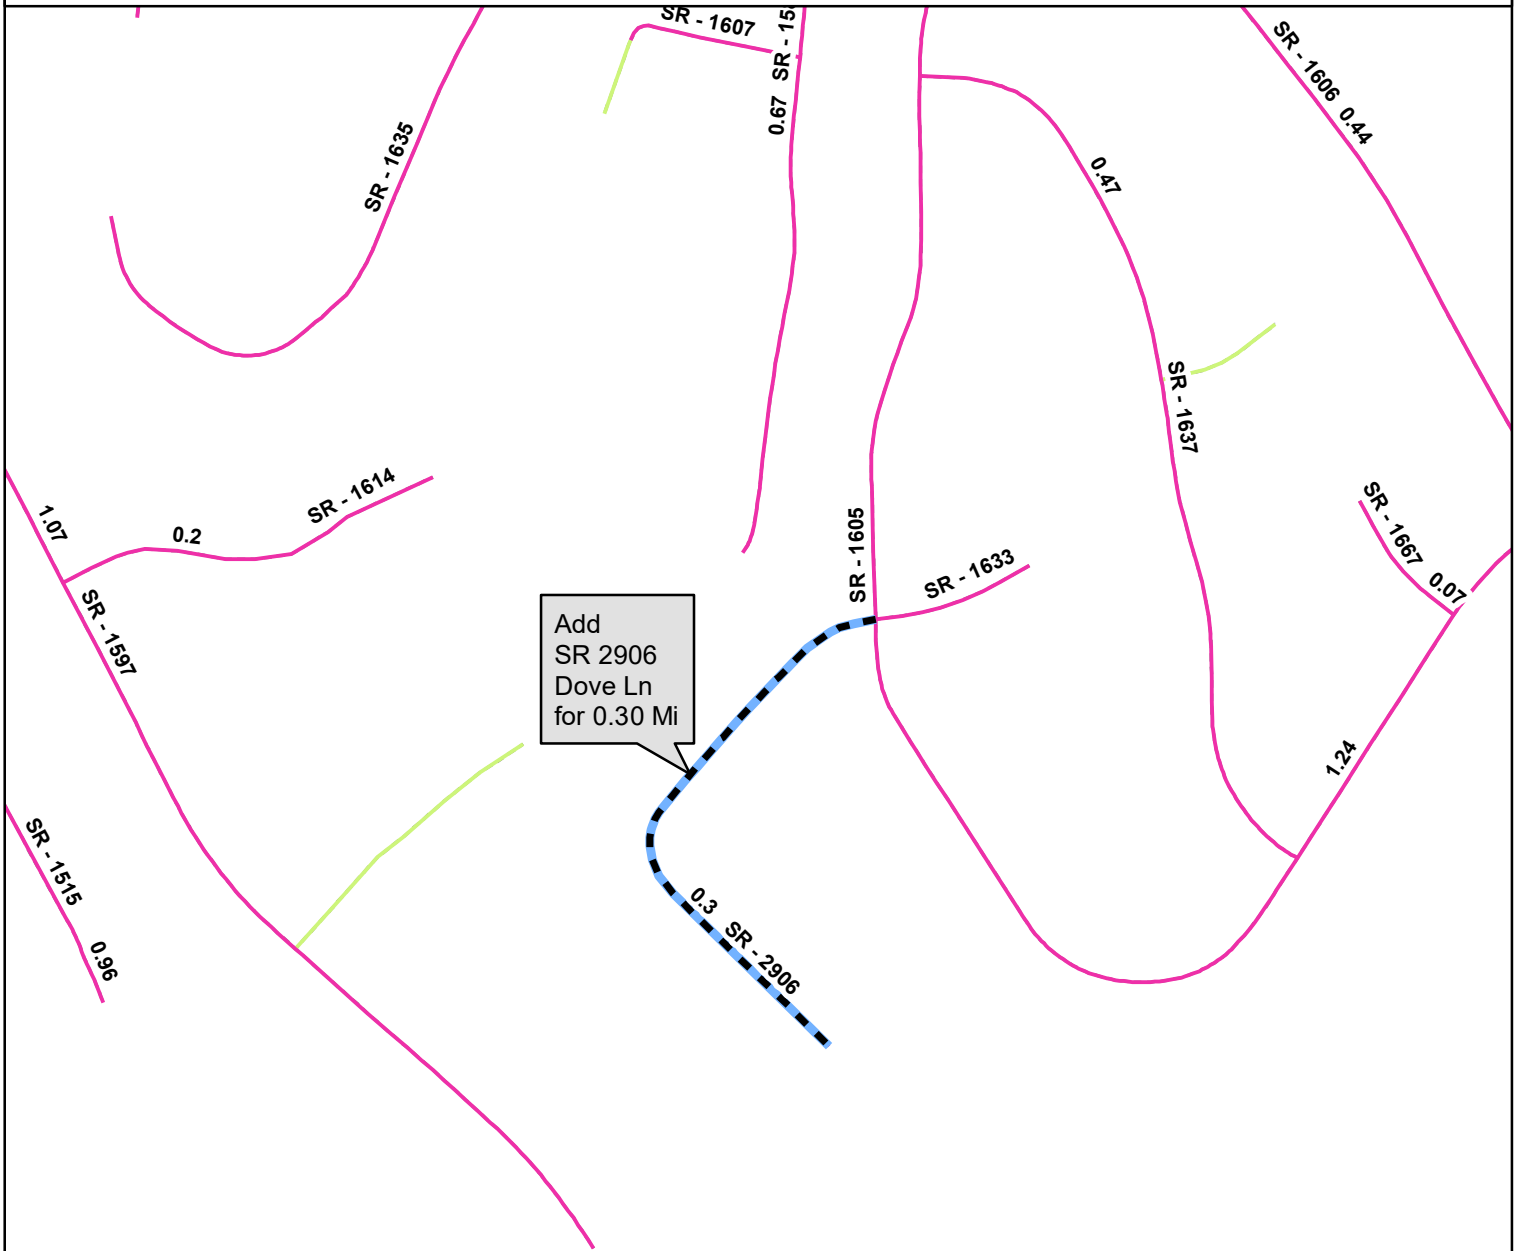 SR - 1607
0.67
SR - 1606 0.44
SR - 1635
0.47
SR - 1637
SR - 1614
0.2
1.07
SR - 1605
SR - 1633
SR - 1667 0.07
SR - 1597
Add
SR 2906
Dove Ln
for 0.30 Mi
1.24
SR - 1515 0.96
0.3 SR - 2906